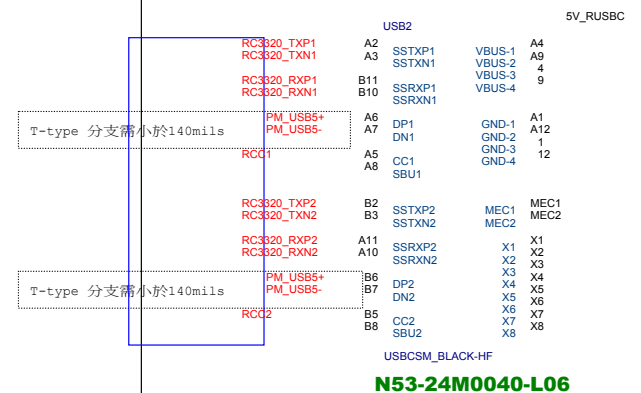 5V_RUSBC
USB2
RC3320_TXP1 A2 SSTXP1 VBUS-1 A4
RC3320_TXN1 A3 SSTXN1 VBUS-2 A9
VBUS-3 4
RC3320_RXP1 B11 SSRXP1 VBUS-4 9
RC3320_RXN1 B10 SSRXN1
PM_USB5+ A6 DP1 GND-1 A1
T-type 分支需小於140mils PM_USB5- A7 DN1 GND-2 A12
GND-3 1
RCC1 A5 CC1 GND-4 12
A8 SBU1
RC3320_TXP2 B2 SSTXP2 MEC1 MEC1
RC3320_TXN2 B3 SSTXN2 MEC2 MEC2
RC3320_RXP2 A11 SSRXP2 X1 X1
RC3320_RXN2 A10 SSRXN2 X2 X2
X3 X3
PM_USB5+ B6 DP2 X4 X4
T-type 分支需小於140mils PM_USB5- B7 DN2 X5 X5
X6 X6
RCC2 B5 CC2 X7 X7
B8 SBU2 X8 X8
USBCSM_BLACK-HF
N53-24M0040-L06